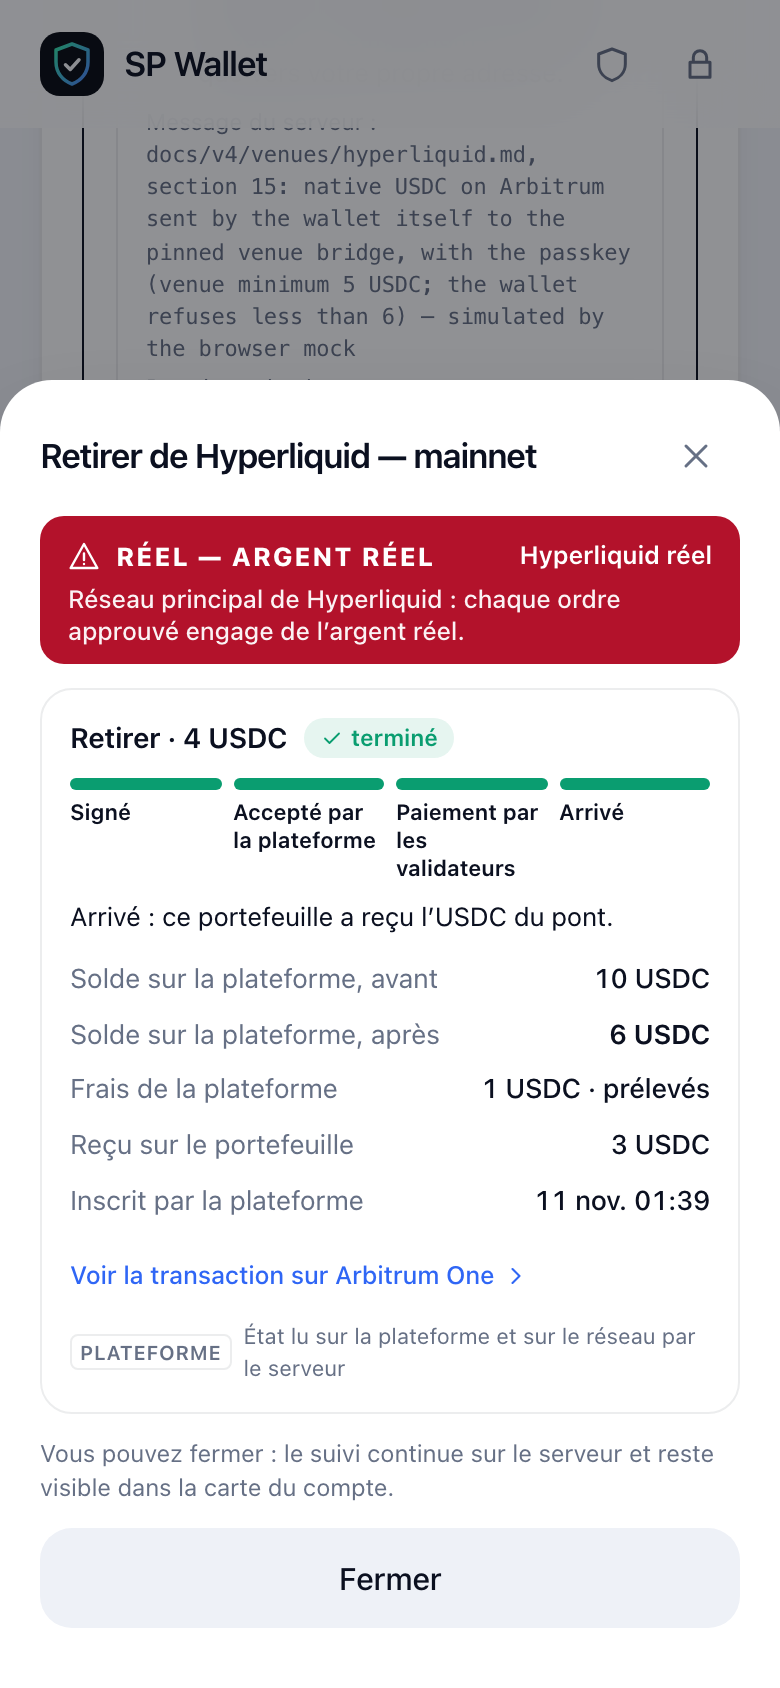 SP Wallet
Message du serveur :
docs/v4/venues/hyperliquid.md,
section 15: native USDC on Arbitrum
sent by the wallet itself to the
pinned venue bridge, with the passkey
(venue minimum 5 USDC; the wallet
refuses less than 6) — simulated by
the browser mock
Retirer de Hyperliquid — mainnet
RÉEL — ARGENT RÉEL
Hyperliquid réel
Réseau principal de Hyperliquid : chaque ordre
approuvé engage de l’argent réel.
Retirer · 4 USDC
terminé
Signé
Accepté par
la plateforme
Paiement par
les
validateurs
Arrivé
Arrivé : ce portefeuille a reçu l’USDC du pont.
Solde sur la plateforme, avant 10 USDC
Solde sur la plateforme, après 6 USDC
Frais de la plateforme 1 USDC · prélevés
Reçu sur le portefeuille 3 USDC
Inscrit par la plateforme 11 nov. 01:39
Voir la transaction sur Arbitrum One
PLATEFORME
État lu sur la plateforme et sur le réseau par
le serveur
Vous pouvez fermer : le suivi continue sur le serveur et reste
visible dans la carte du compte.
Fermer